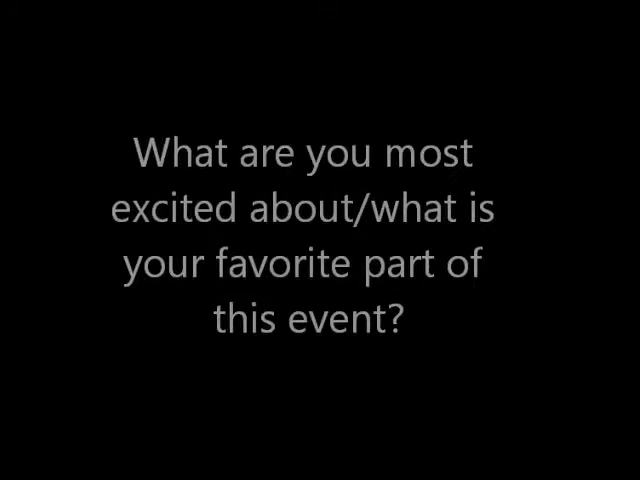 What are you most
excited about/what is
your favorite part of
this event?